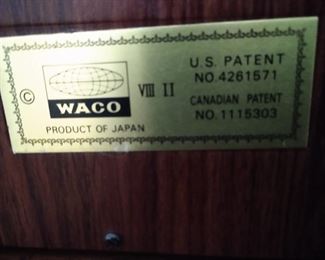 ©
WACO
VIII II
PRODUCT OF JAPAN
U.S. PATENT
NO. 4261571
CANADIAN PATENT
NO. 1115303